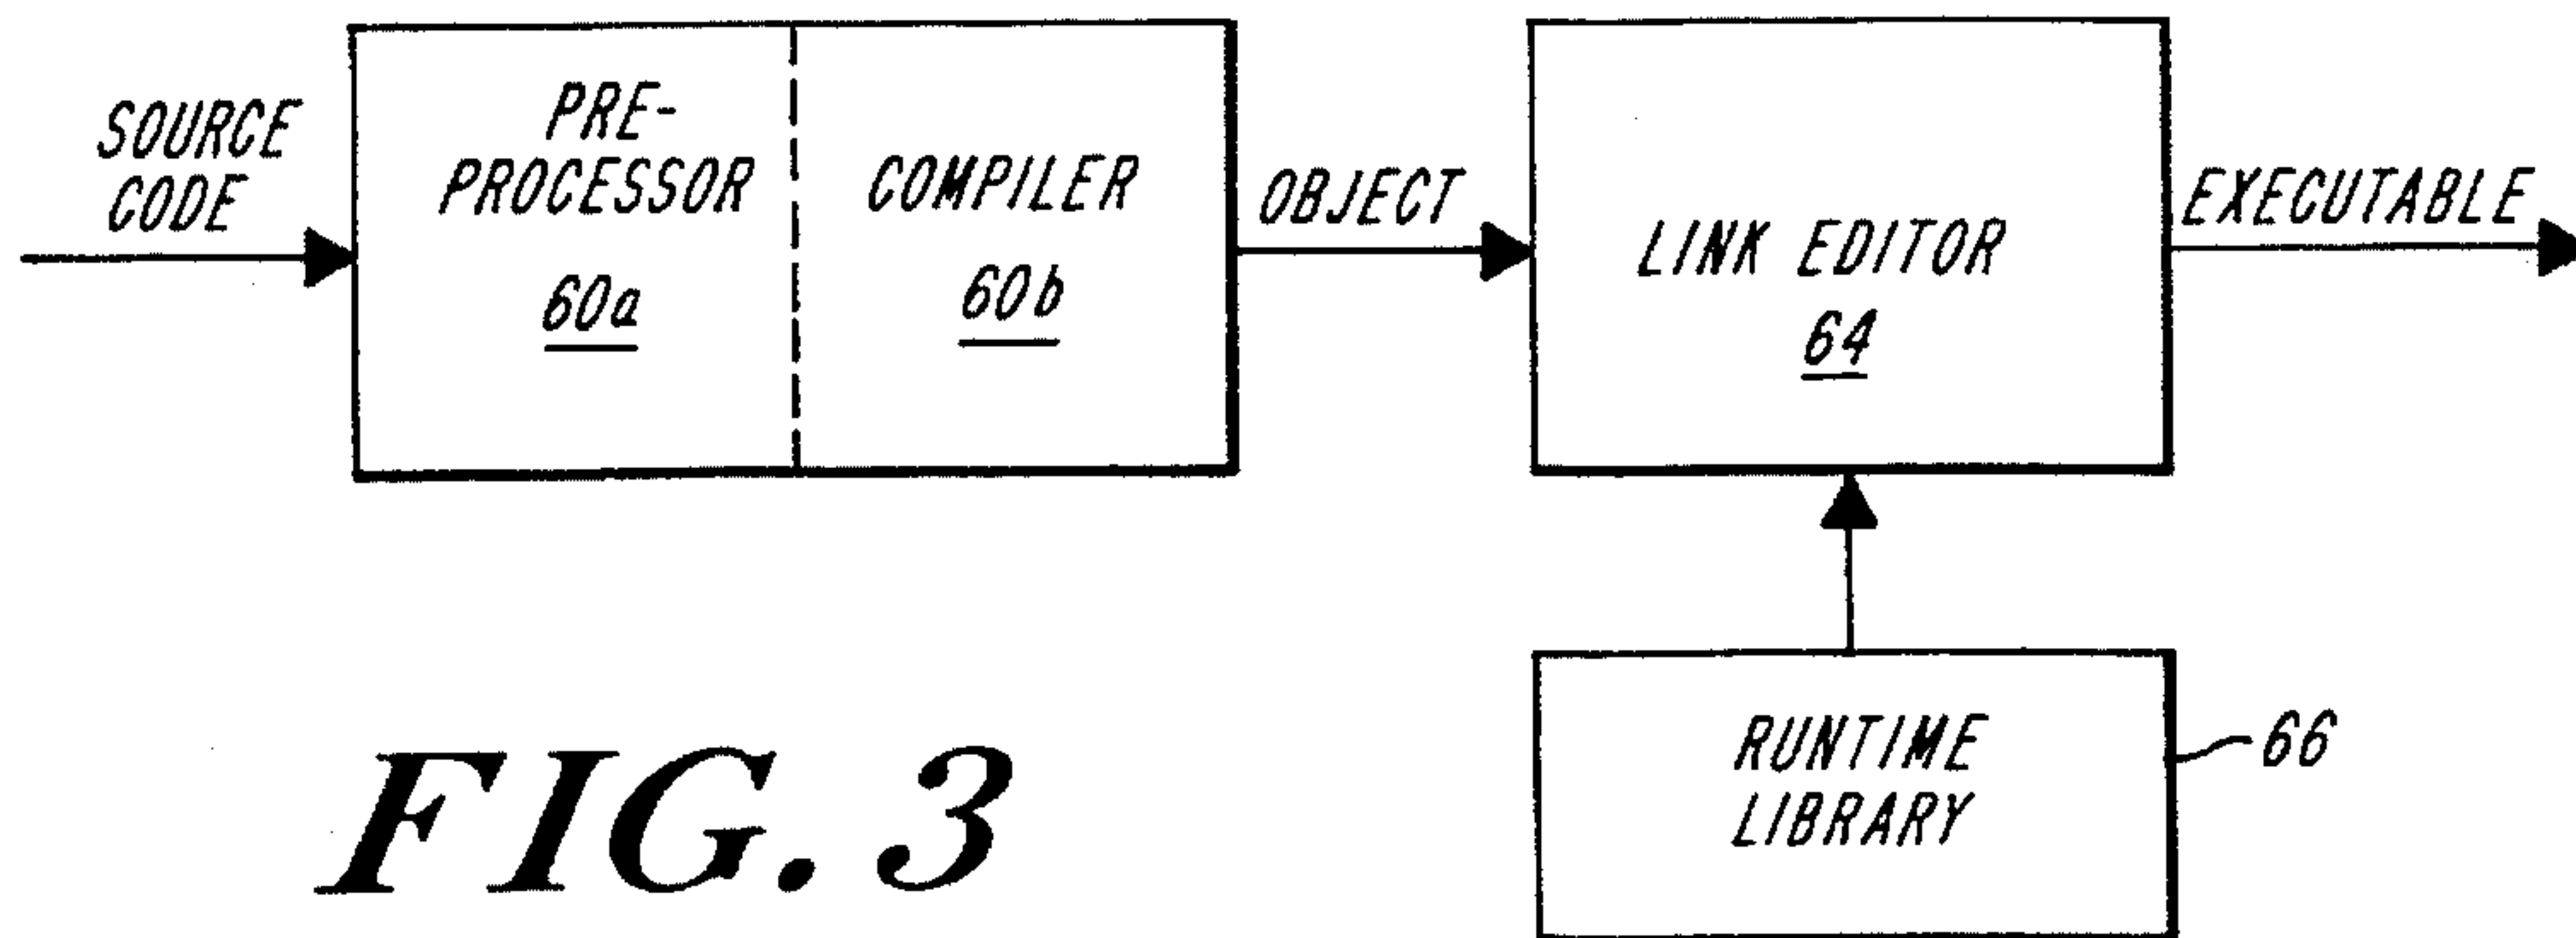 SOURCE
CODE
PRE-
PROCESSOR
60a
COMPILER
60b
OBJECT
LINK EDITOR
64
EXECUTABLE
RUNTIME
LIBRARY
66
FIG. 3